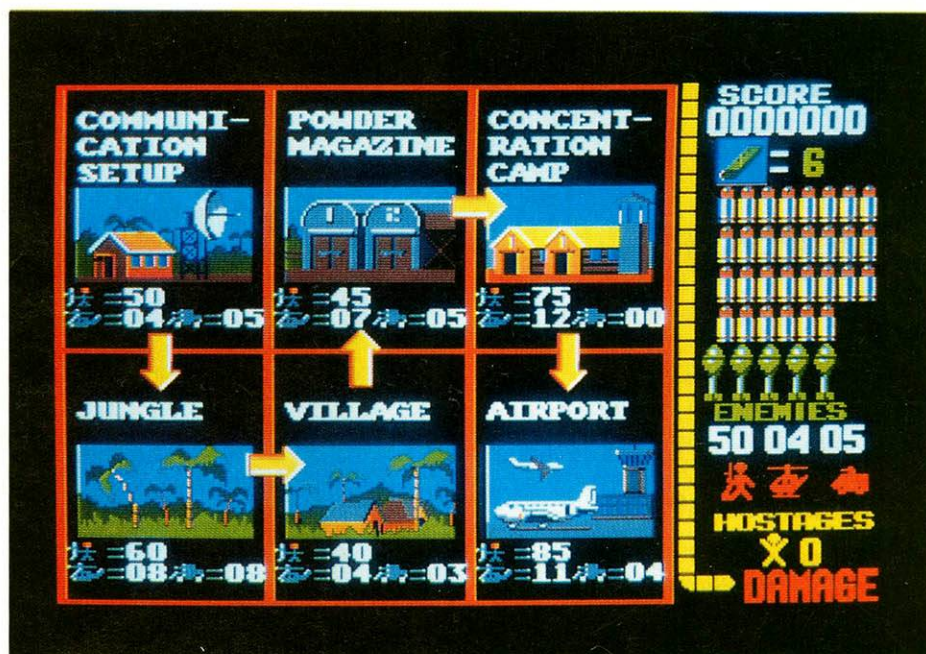 COMMUNI-
CATION
SETUP
=50
=04 =05
POWDER
MAGAZINE
1 2
=45
=07 =05
CONCENT-
RATION
CAMP
=75
=12 =00
JUNGLE
=60
=08 =08
VILLAGE
=40
=04 =03
AIRPORT
=85
=11 =04
SCORE
0000000
= 6
ENEMIES
50 04 05
HOSTAGES
X 0
DAMAGE